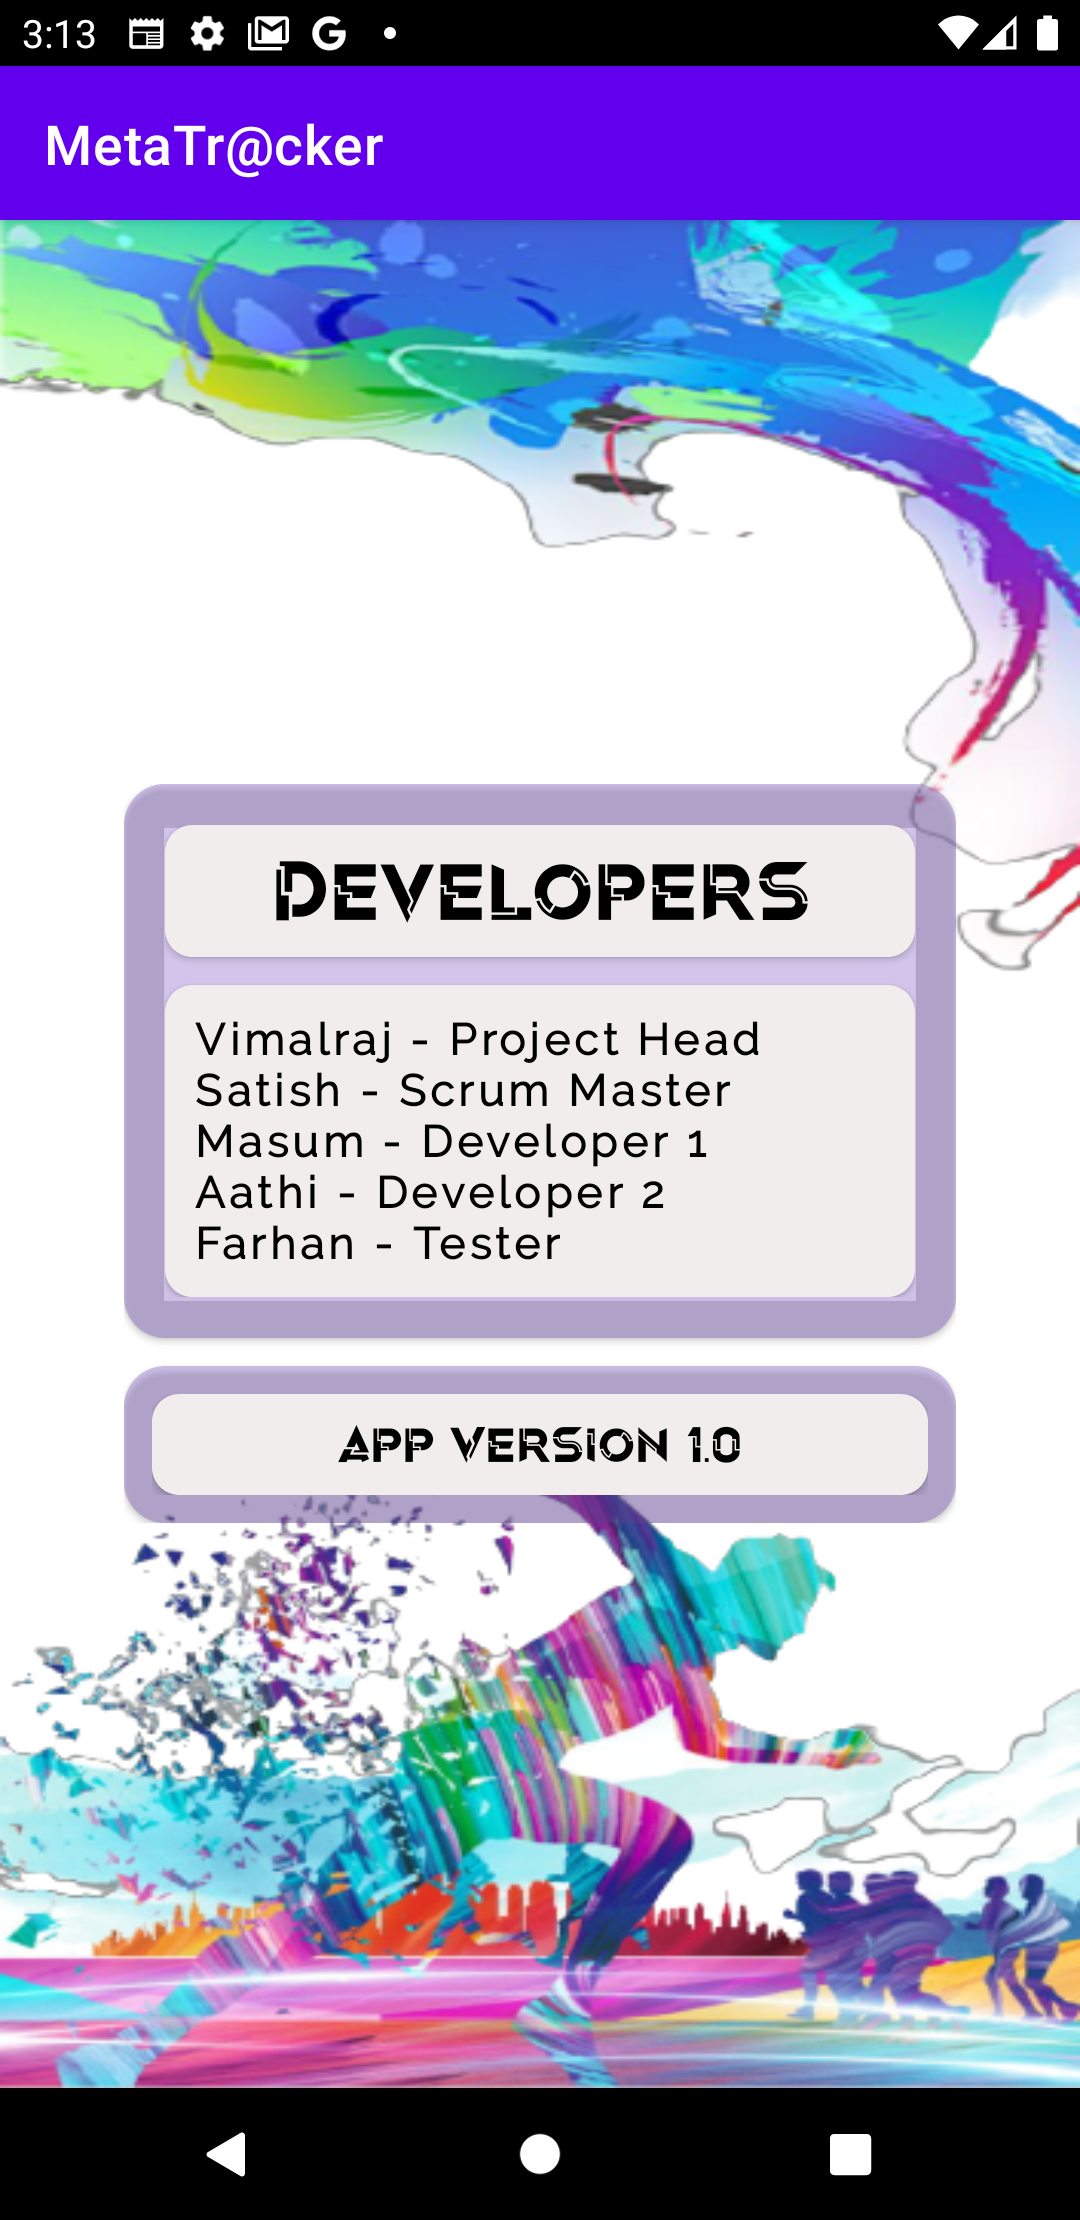 3:13
MetaTr@cker
DEVELOPERS
Vimalraj - Project Head
Satish - Scrum Master
Masum - Developer 1
Aathi - Developer 2
Farhan - Tester
APP VERSION 1.0